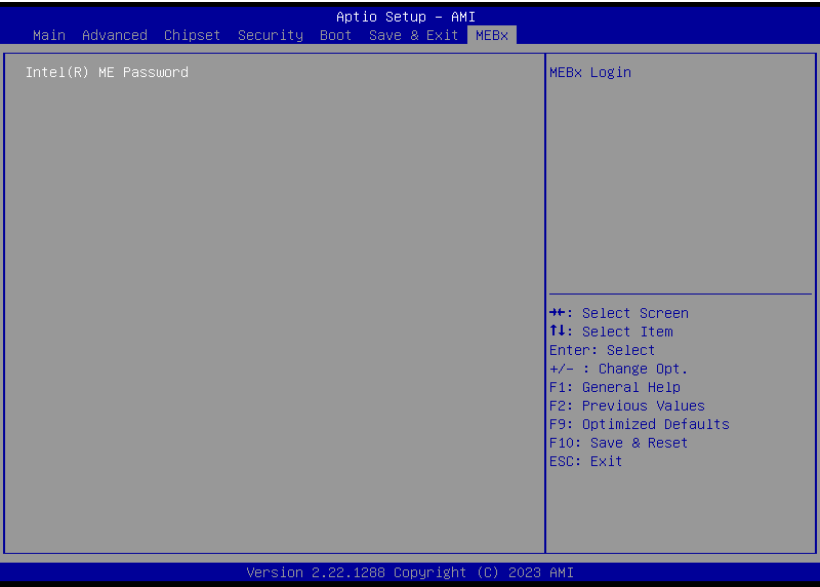 Aptio Setup – AMI
Main Advanced Chipset Security Boot Save & Exit MEBx
Intel(R) ME Password
MEBx Login
→←: Select Screen
↑↓: Select Item
Enter: Select
+/– : Change Opt.
F1: General Help
F2: Previous Values
F9: Optimized Defaults
F10: Save & Reset
ESC: Exit
Version 2.22.1288 Copyright (C) 2023 AMI